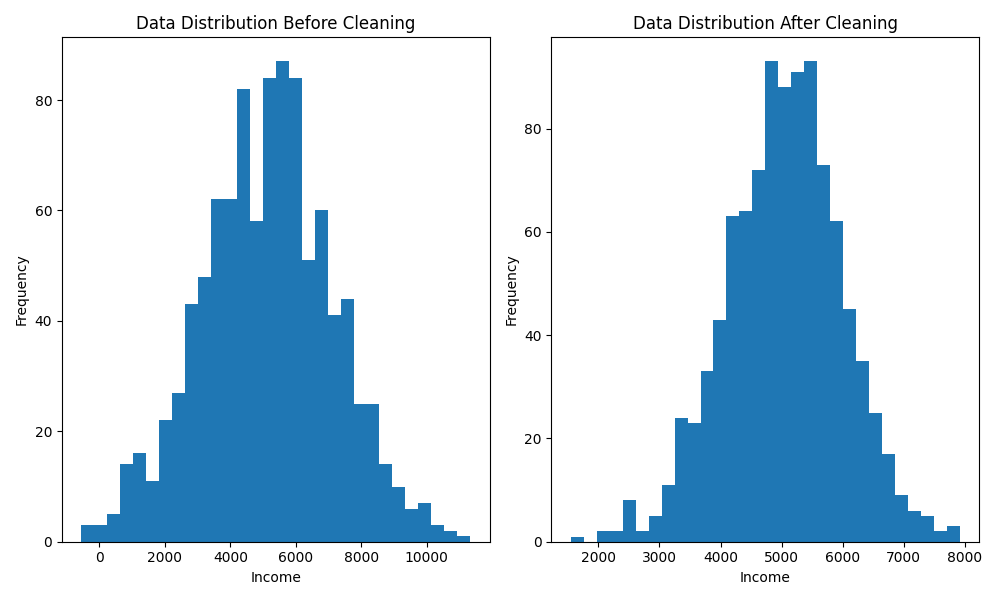 Data Distribution Before Cleaning
Frequency
80
60
40
20
0
0 2000 4000 6000 8000 10000
Income
Data Distribution After Cleaning
Frequency
80
60
40
20
0
2000 3000 4000 5000 6000 7000 8000
Income